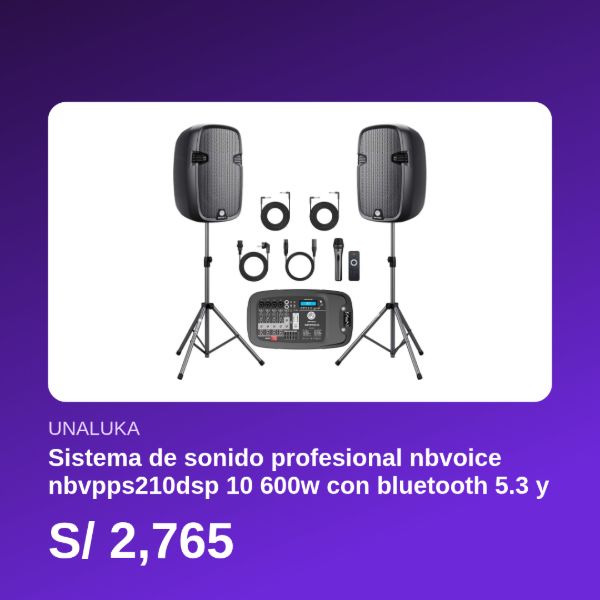 UNALUKA
Sistema de sonido profesional nbvoice
nbvpps210dsp 10 600w con bluetooth 5.3 y
S/ 2,765